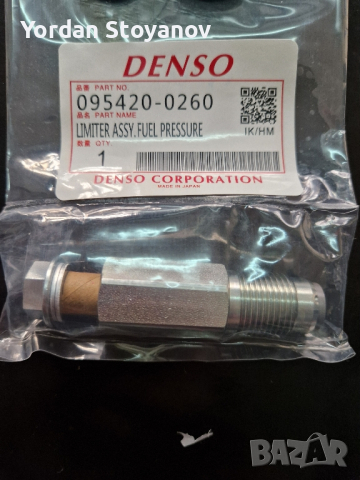 Yordan Stoyanov
DENSO
品番 PART NO.
095420-0260
品名 PART NAME
LIMITER ASSY,FUEL PRESSURE
IK/HM
数量 QTY
1
DENSO CORPORATION
MADE IN JAPAN
BAZAR